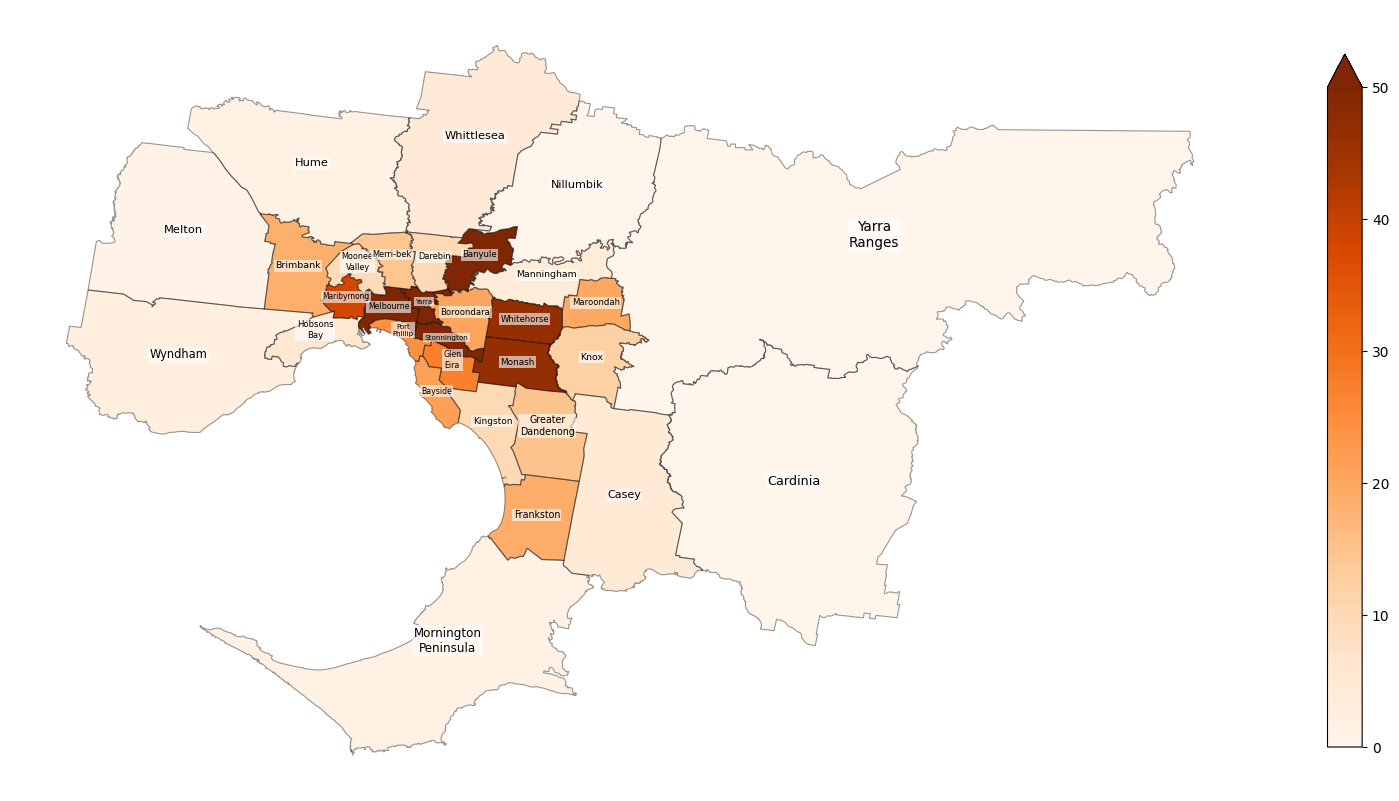 Whittlesea
Hume
Nillumbik
Melton
Yarra
Ranges
Brimbank
Moonee
Valley
Merri-bek
Darebin
Banyule
Manningham
Maribyrnong
Melbourne
Yarra
Boroondara
Maroondah
Hobsons
Bay
Port
Phillip
Stonnington
Whitehorse
Wyndham
Glen
Eira
Monash
Knox
Bayside
Kingston
Greater
Dandenong
Casey
Cardinia
Frankston
Mornington
Peninsula
50
40
30
20
10
0